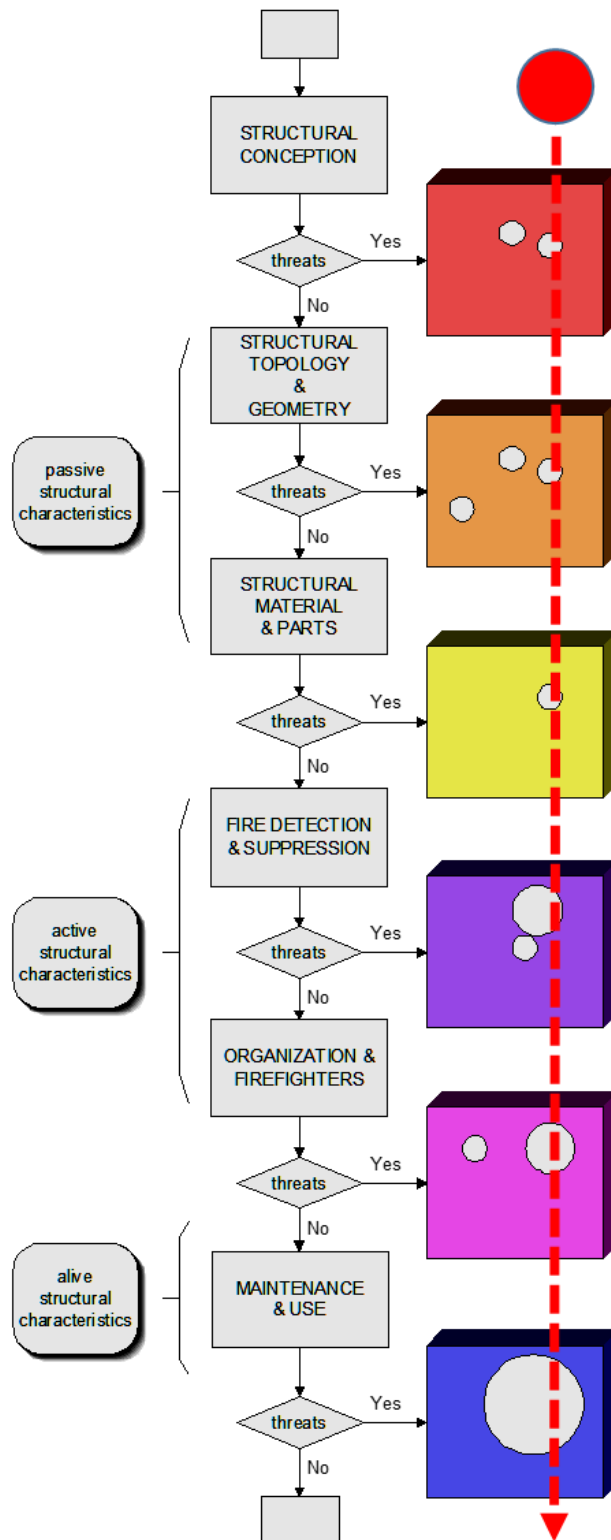 STRUCTURAL
CONCEPTION
threats
Yes
No
STRUCTURAL
TOPOLOGY
&
GEOMETRY
passive
structural
characteristics
threats
Yes
No
STRUCTURAL
MATERIAL
& PARTS
threats
Yes
No
FIRE DETECTION
& SUPPRESSION
active
structural
characteristics
threats
Yes
No
ORGANIZATION &
FIREFIGHTERS
threats
Yes
No
alive
structural
characteristics
MAINTENANCE
& USE
threats
Yes
No